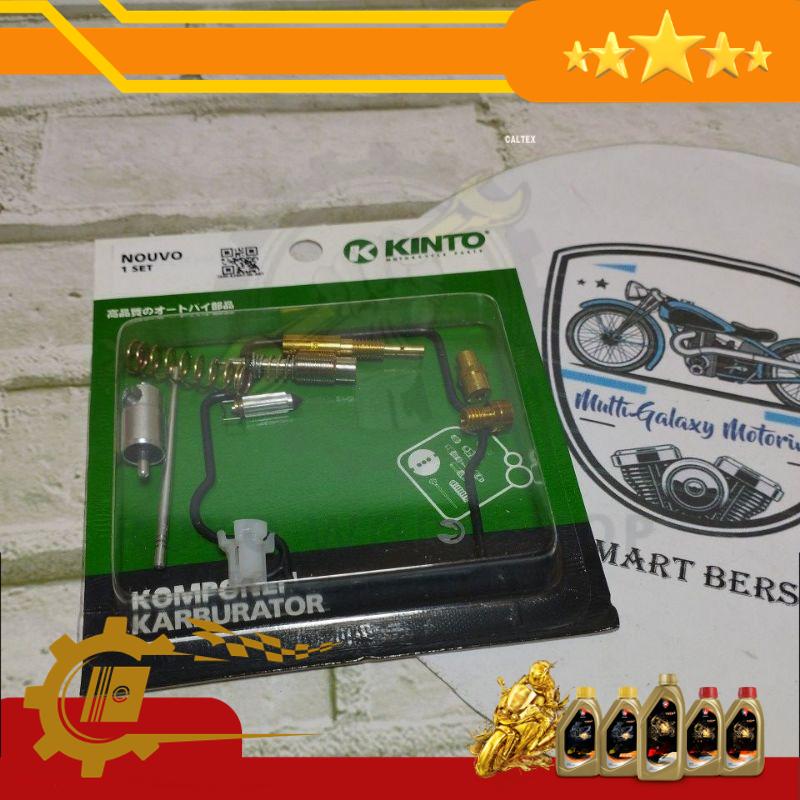 CALTEX
NOUVO
1 SET
KINTO
MOTORCYCLE PARTS
高品質のオートバイ部品
Multi-Galaxy Motorin
KOMPONEN
KARBURATOR
MART BERS